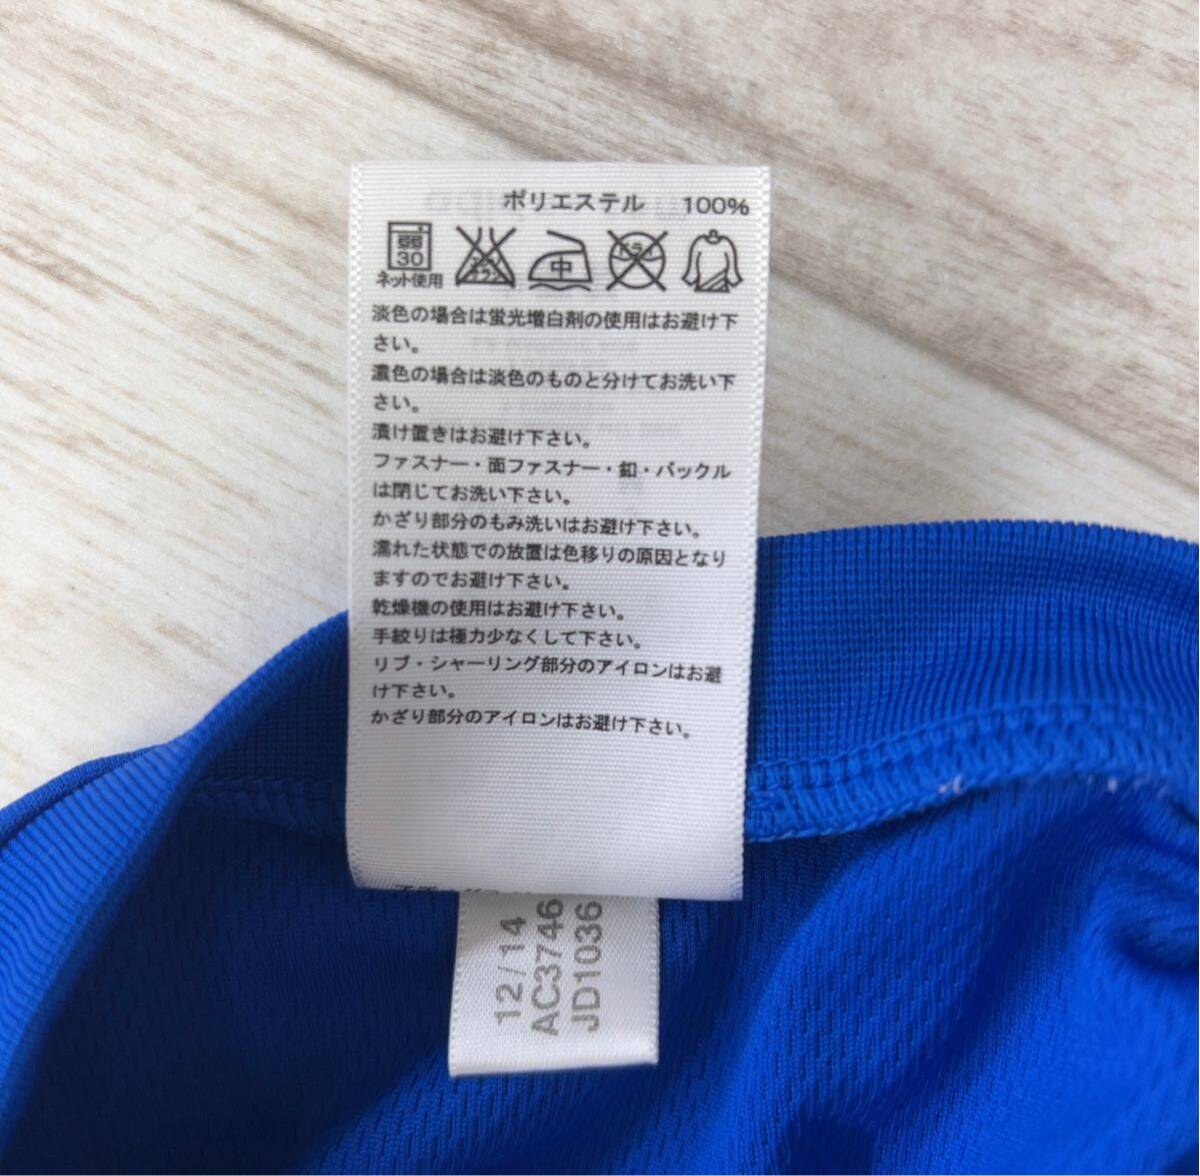 ポリエステル 100%
弱
30
ネット使用
中
ドライ
淡色の場合は蛍光増白剤の使用はお避け下
さい。
濃色の場合は淡色のものと分けてお洗い下
さい。
漬け置きはお避け下さい。
ファスナー・面ファスナー・釦・バックル
は閉じてお洗い下さい。
かざり部分のもみ洗いはお避け下さい。
濡れた状態での放置は色移りの原因となり
ますのでお避け下さい。
乾燥機の使用はお避け下さい。
手絞りは極力少なくして下さい。
リブ・シャーリング部分のアイロンはお避
け下さい。
かざり部分のアイロンはお避け下さい。
12/14
AC3746
JD1036